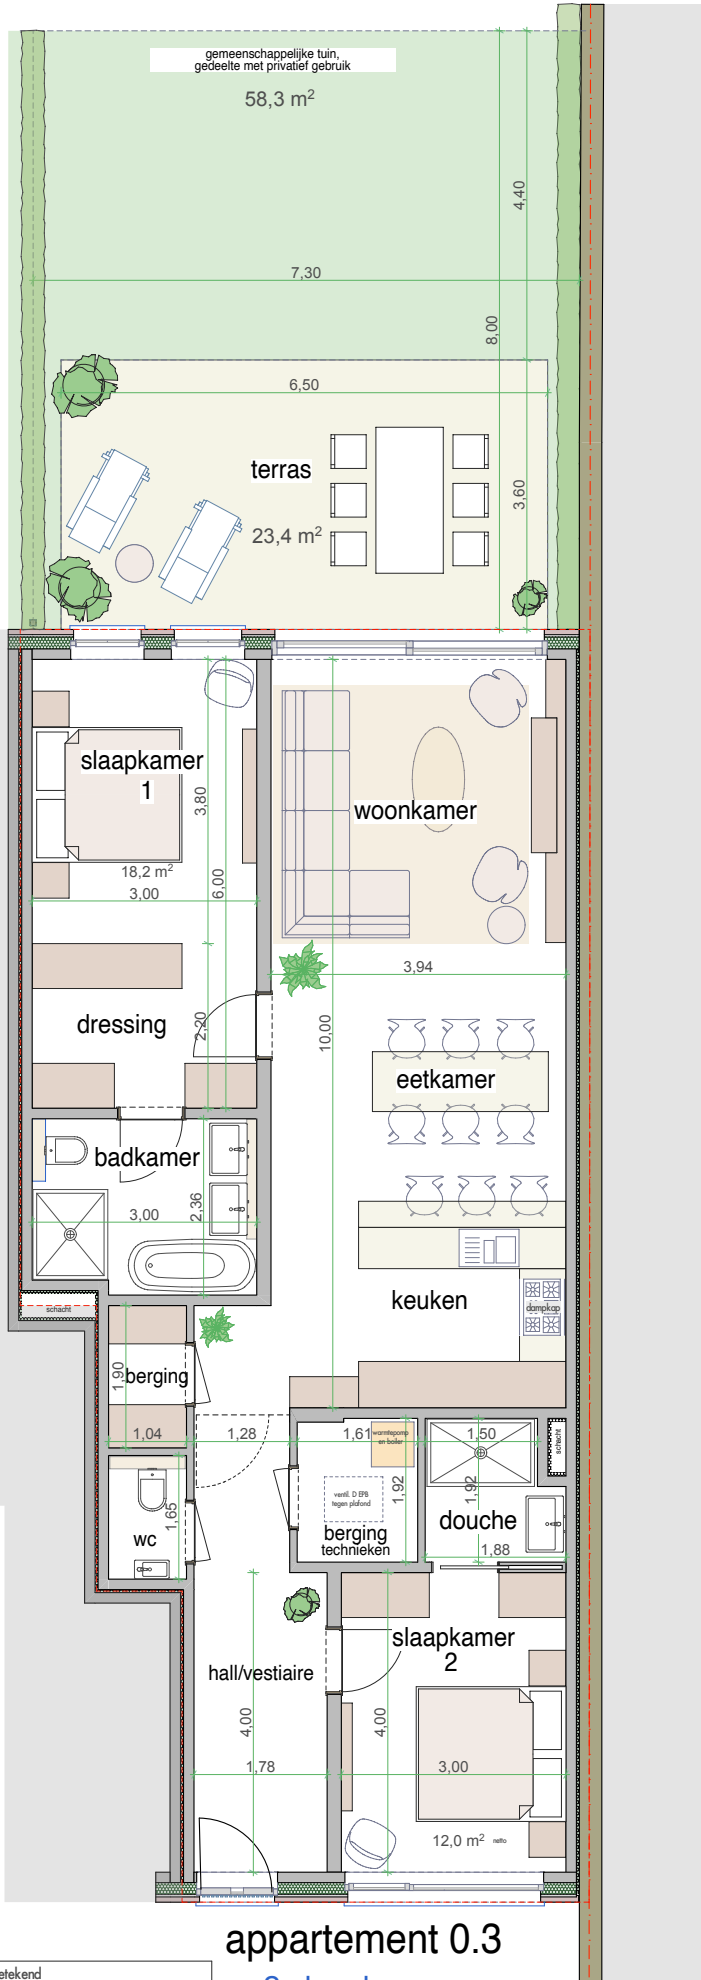 gemeenschappelijke tuin,
gedeelte met privatief gebruik
58,3 m²
4,40
7,30
8,00
6,50
terras
3,60
23,4 m²
slaapkamer
1
3,80
woonkamer
18,2 m²
6,00
3,00
3,94
dressing
2,20
10,00
eetkamer
badkamer
3,00
2,36
keuken
dampkap
schacht
1,90
berging
1,04
1,28
1,61
warmtepomp
en boiler
1,50
schacht
1,65
wc
ventil. D EPB
tegen plafond
1,92
1,92
berging
technieken
douche
1,88
slaapkamer
2
hall/vestiaire
4,00
4,00
1,78
3,00
12,0 m² netto
appartement 0.3
etekend